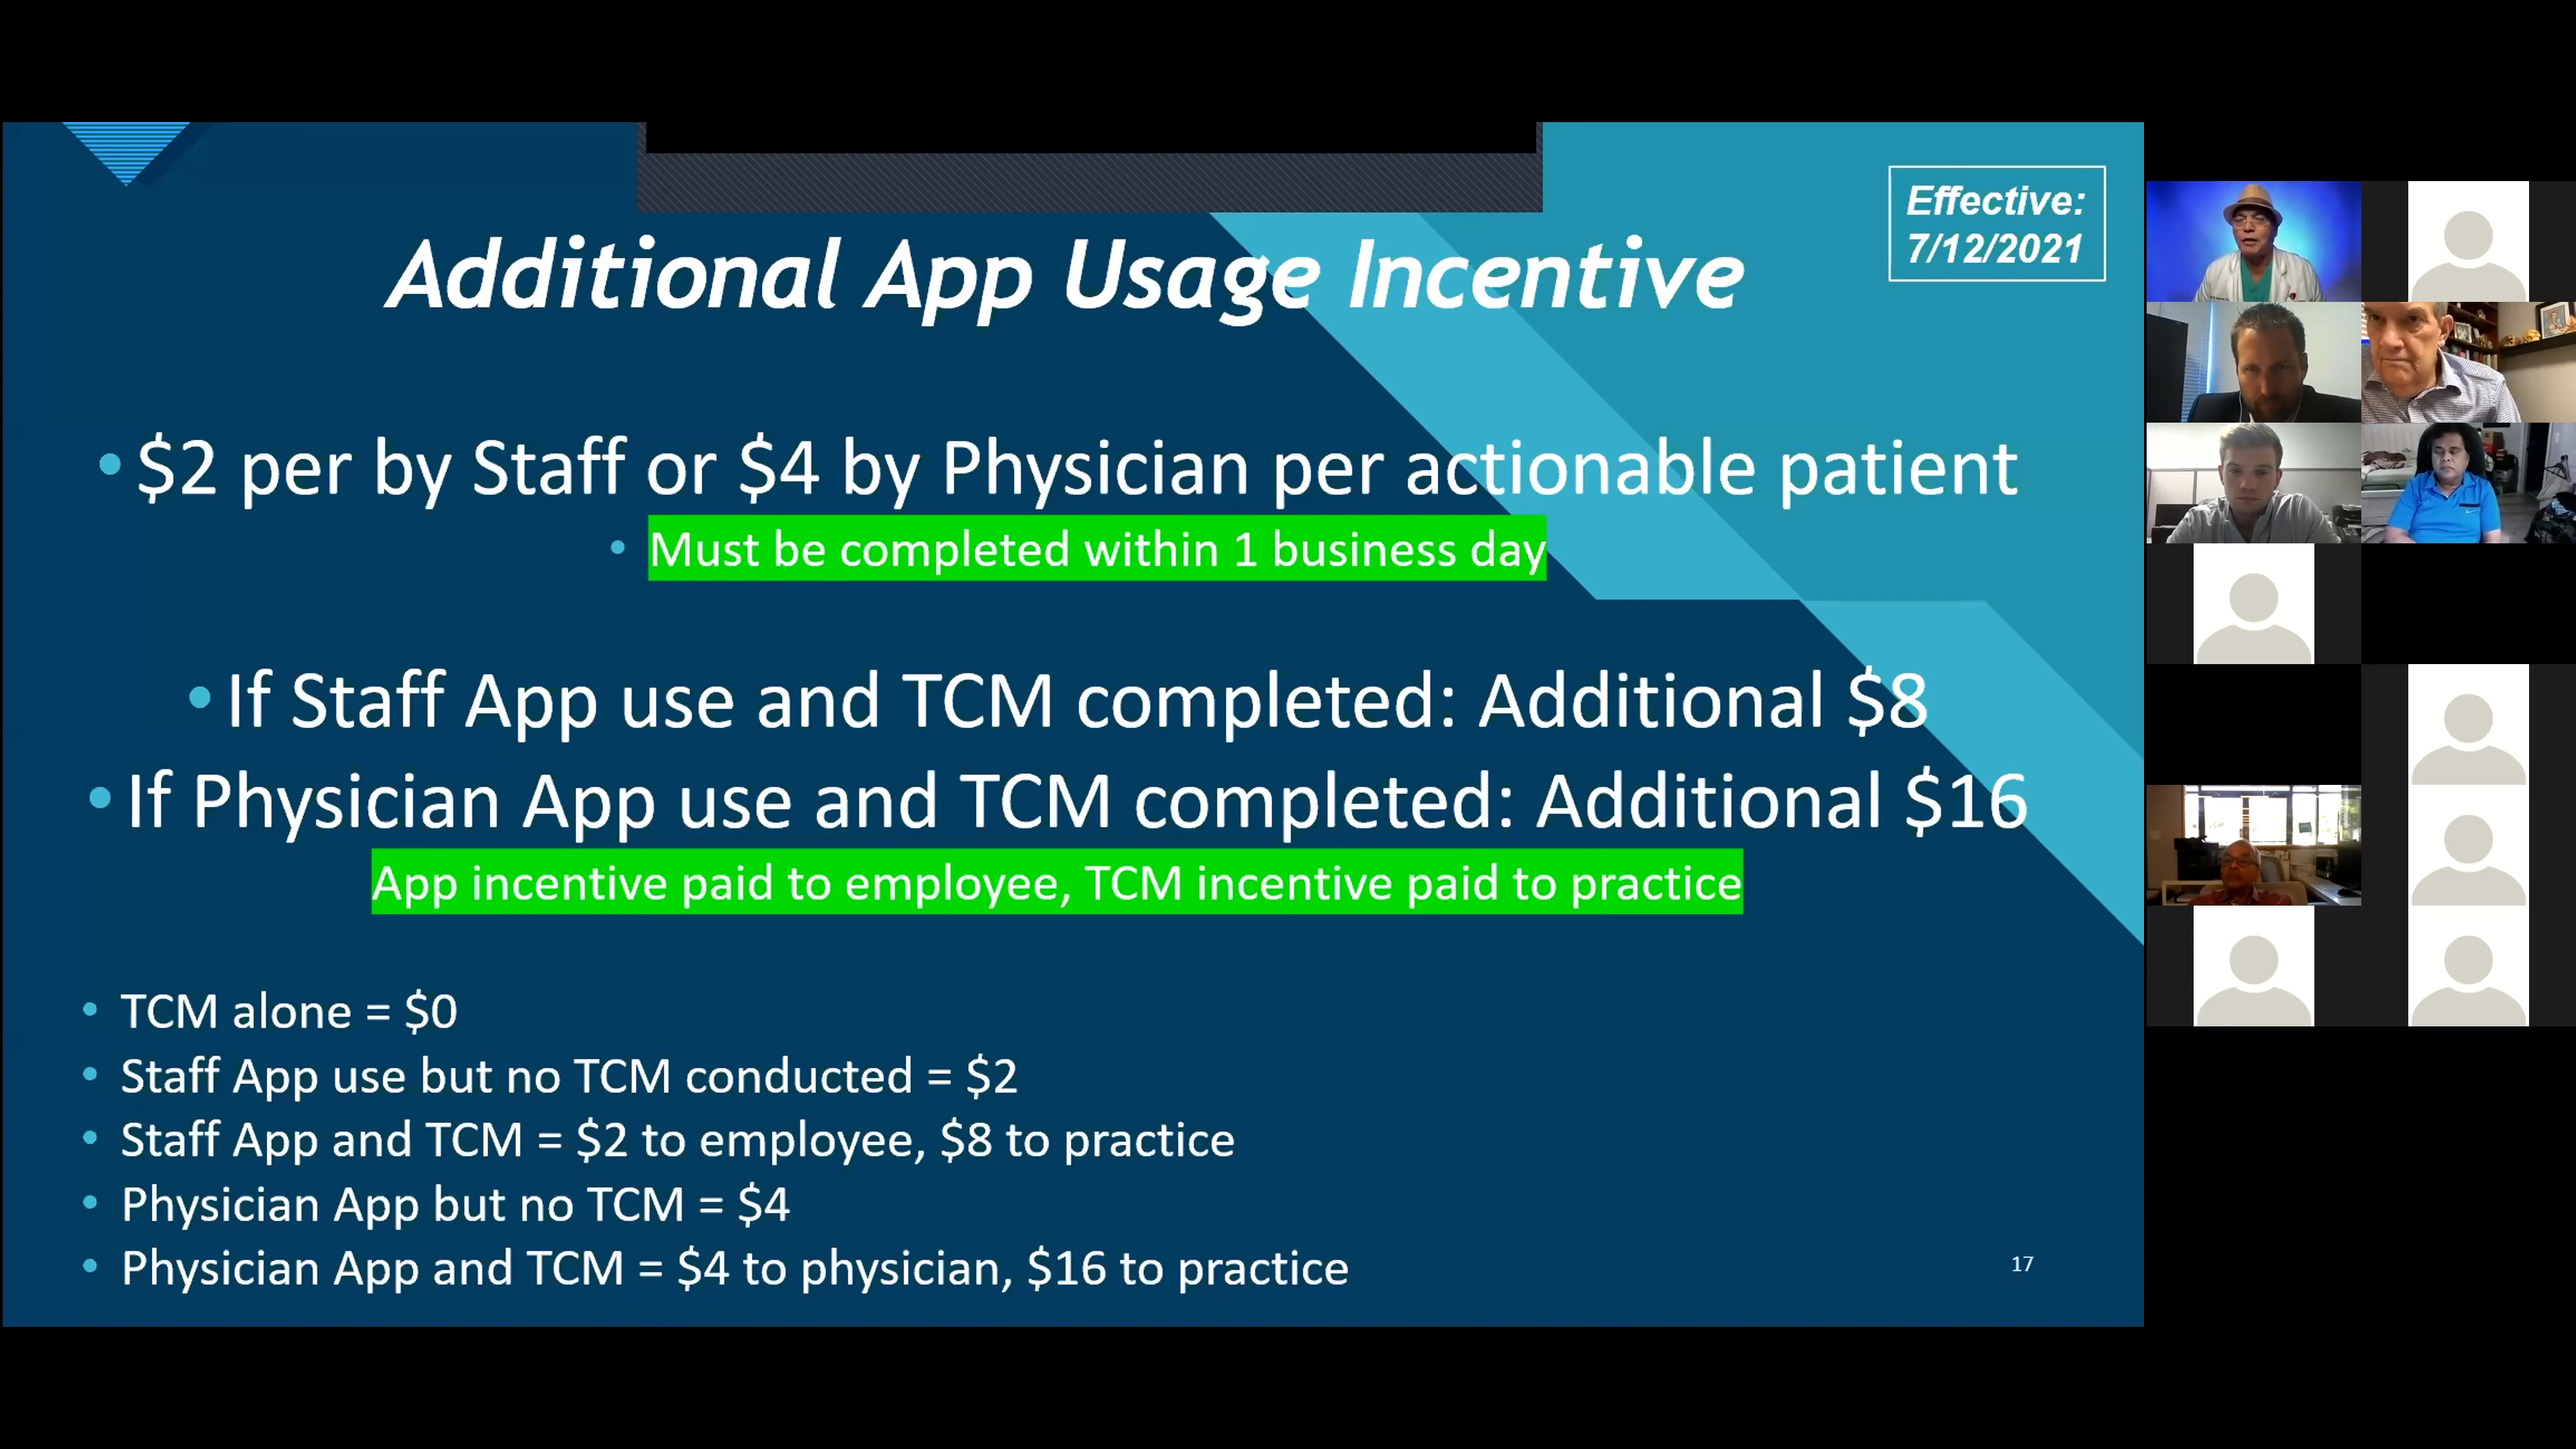 Effective:
7/12/2021
Additional App Usage Incentive
• $2 per by Staff or $4 by Physician per actionable patient
• Must be completed within 1 business day
• If Staff App use and TCM completed: Additional $8
• If Physician App use and TCM completed: Additional $16
App incentive paid to employee, TCM incentive paid to practice
• TCM alone = $0
• Staff App use but no TCM conducted = $2
• Staff App and TCM = $2 to employee, $8 to practice
• Physician App but no TCM = $4
• Physician App and TCM = $4 to physician, $16 to practice
17